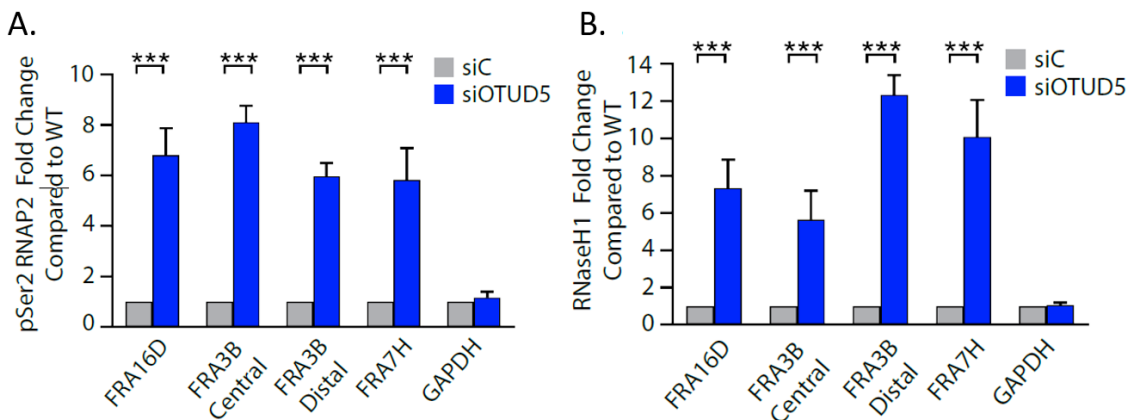 A.
pSer2 RNAP2 Fold Change
Compared to WT
10
8
6
4
2
0
***
***
***
***
siC
siOTUD5
FRA16D
FRA3B
Central
FRA3B
Distal
FRA7H
GAPDH
B.
RNaseH1 Fold Change
Compared to WT
14
12
10
8
6
4
2
0
***
***
***
***
siC
siOTUD5
FRA16D
FRA3B
Central
FRA3B
Distal
FRA7H
GAPDH